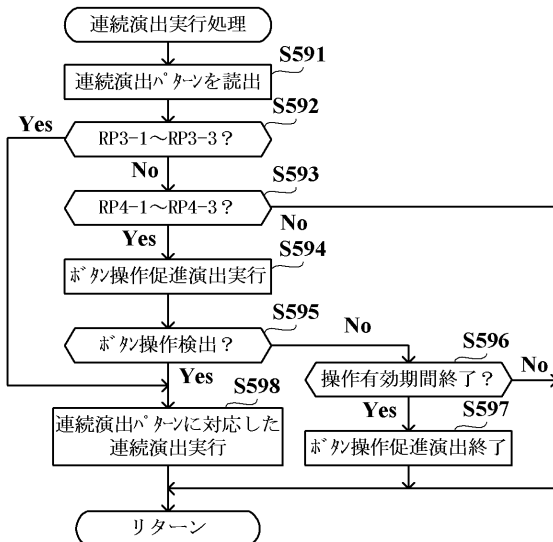 連続演出実行処理
S591
連続演出パターンを読出
S592
Yes
RP3-1～RP3-3？
No
S593
RP4-1～RP4-3？
No
Yes
S594
ボタン操作促進演出実行
S595
ボタン操作検出？
No
S596
Yes
操作有効期間終了？
No
S598
Yes
S597
連続演出パターンに対応した
連続演出実行
ボタン操作促進演出終了
リターン